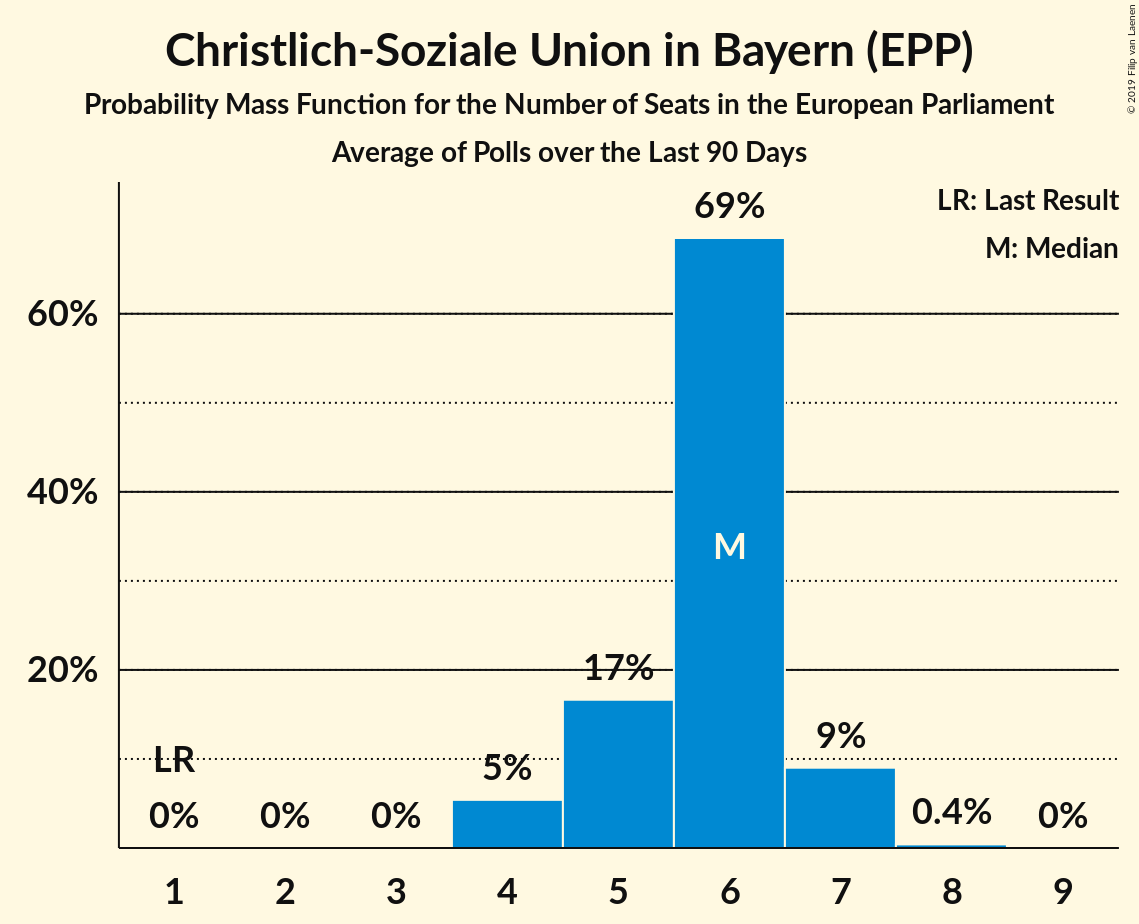 Christlich-Soziale Union in Bayern (EPP)
Probability Mass Function for the Number of Seats in the European Parliament
Average of Polls over the Last 90 Days
© 2019 Filip van Laenen
LR: Last Result
M: Median
69%
60%
40%
M
20%
17%
9%
LR
5%
0%
0%
0%
0.4%
0%
1 2 3 4 5 6 7 8 9